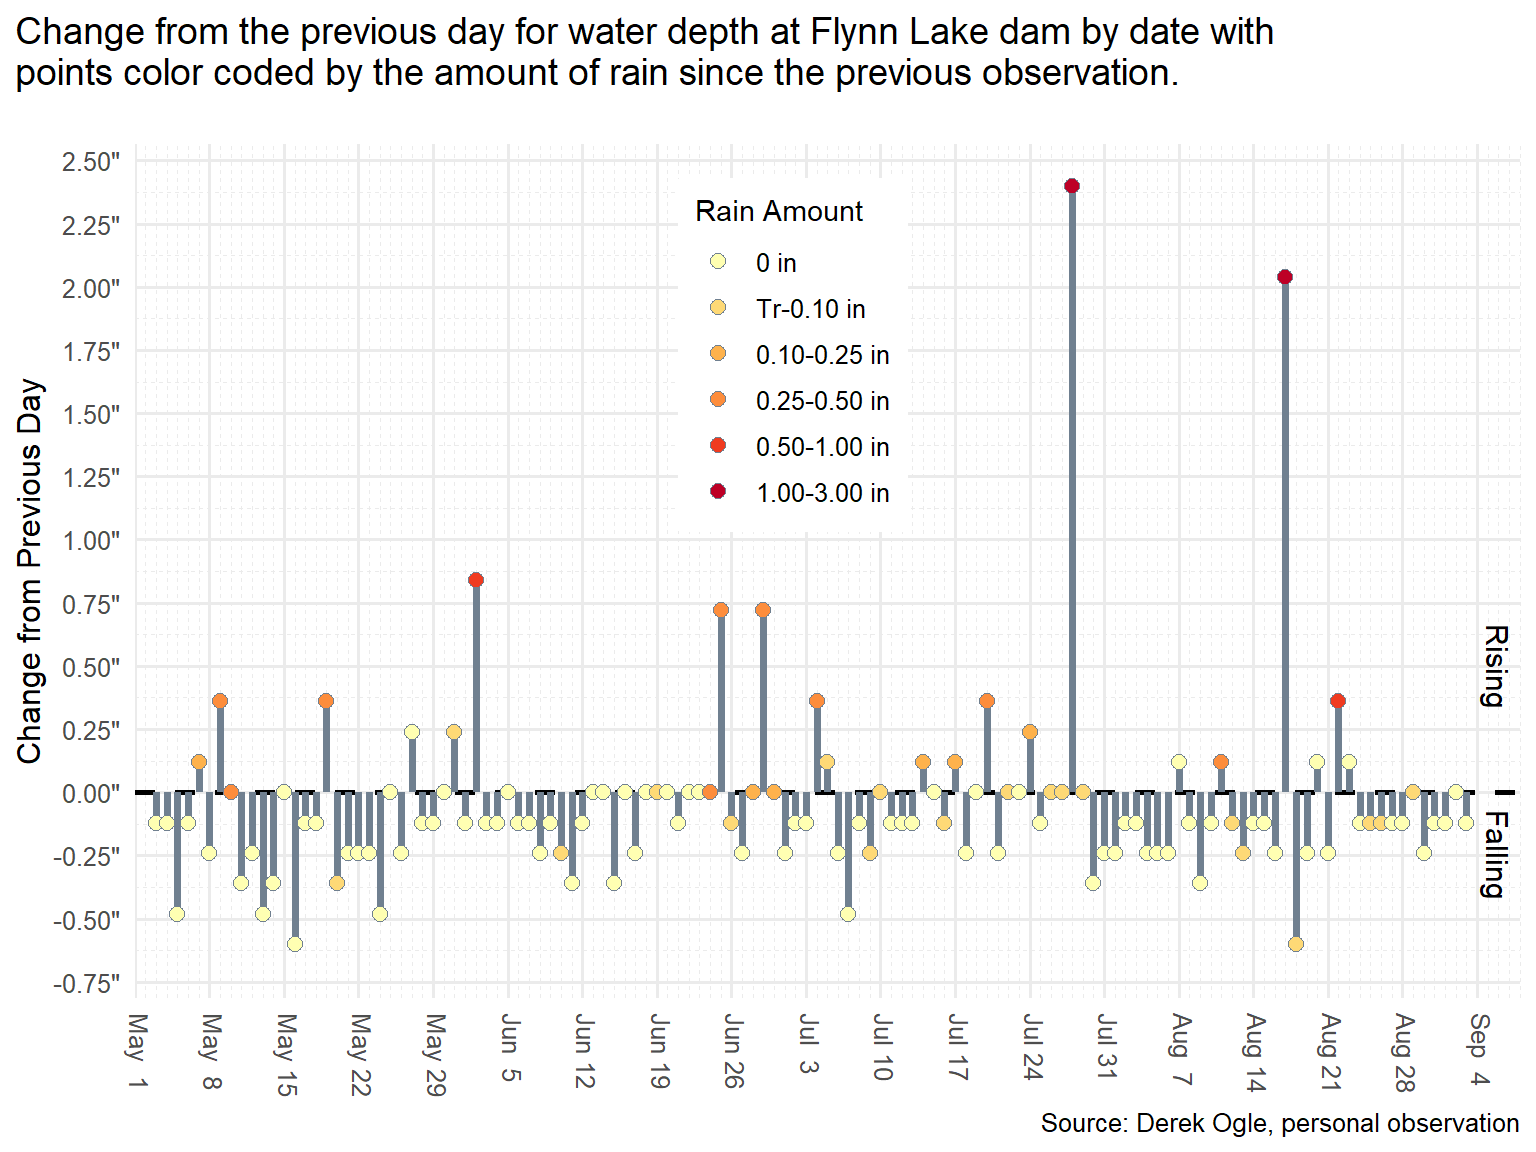 Change from the previous day for water depth at Flynn Lake dam by date with
points color coded by the amount of rain since the previous observation.
Change from Previous Day
2.50"
2.25"
2.00"
1.75"
1.50"
1.25"
1.00"
0.75"
0.50"
0.25"
0.00"
-0.25"
-0.50"
-0.75"
Rain Amount
0 in
Tr-0.10 in
0.10-0.25 in
0.25-0.50 in
0.50-1.00 in
1.00-3.00 in
Rising
Falling
May 1
May 8
May 15
May 22
May 29
Jun 5
Jun 12
Jun 19
Jun 26
Jul 3
Jul 10
Jul 17
Jul 24
Jul 31
Aug 7
Aug 14
Aug 21
Aug 28
Sep 4
Source: Derek Ogle, personal observation